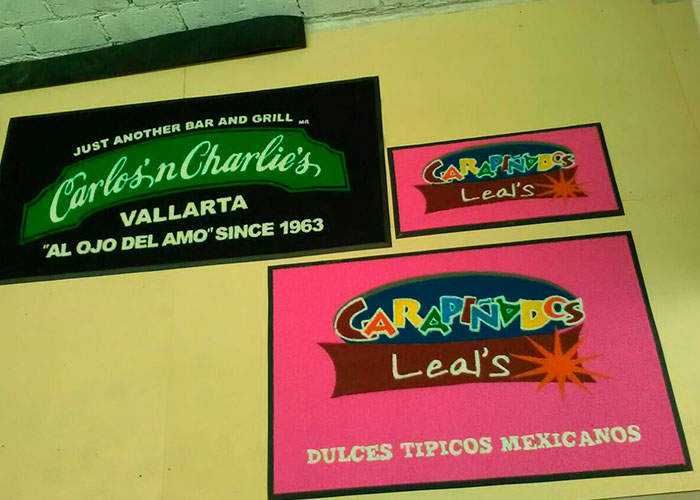 JUST ANOTHER BAR AND GRILL MR
Carlos' n Charlie's
VALLARTA
"AL OJO DEL AMO" SINCE 1963
CARAPIÑADOS
Leal's
CARAPIÑADOS
Leal's
DULCES TIPICOS MEXICANOS